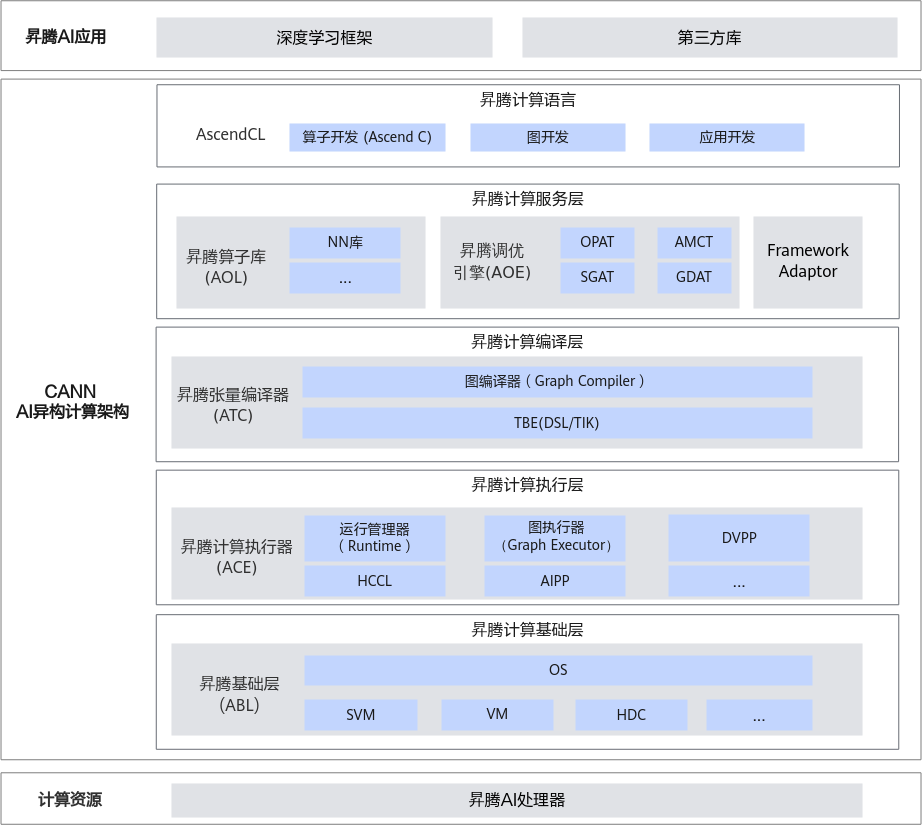 昇腾AI应用
深度学习框架
第三方库
昇腾计算语言
AscendCL
算子开发 (Ascend C)
图开发
应用开发
昇腾计算服务层
昇腾算子库
(AOL)
NN库
...
昇腾调优
引擎(AOE)
OPAT
AMCT
SGAT
GDAT
Framework
Adaptor
CANN
AI异构计算架构
昇腾计算编译层
昇腾张量编译器
(ATC)
图编译器（Graph Compiler）
TBE(DSL/TIK)
昇腾计算执行层
昇腾计算执行器
(ACE)
运行管理器
（Runtime）
图执行器
（Graph Executor）
DVPP
HCCL
AIPP
...
昇腾计算基础层
昇腾基础层
(ABL)
OS
SVM
VM
HDC
...
计算资源
昇腾AI处理器